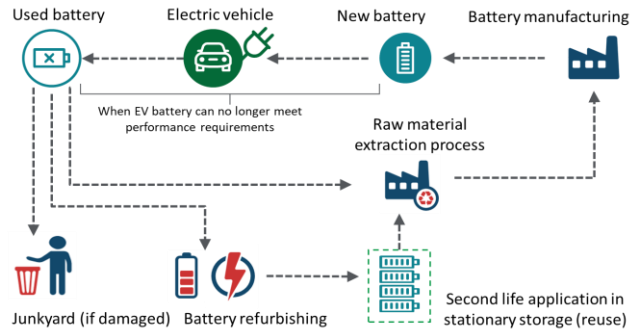 Used battery
Electric vehicle
New battery
Battery manufacturing
When EV battery can no longer meet
performance requirements
Raw material
extraction process
Junkyard (if damaged)
Battery refurbishing
Second life application in
stationary storage (reuse)